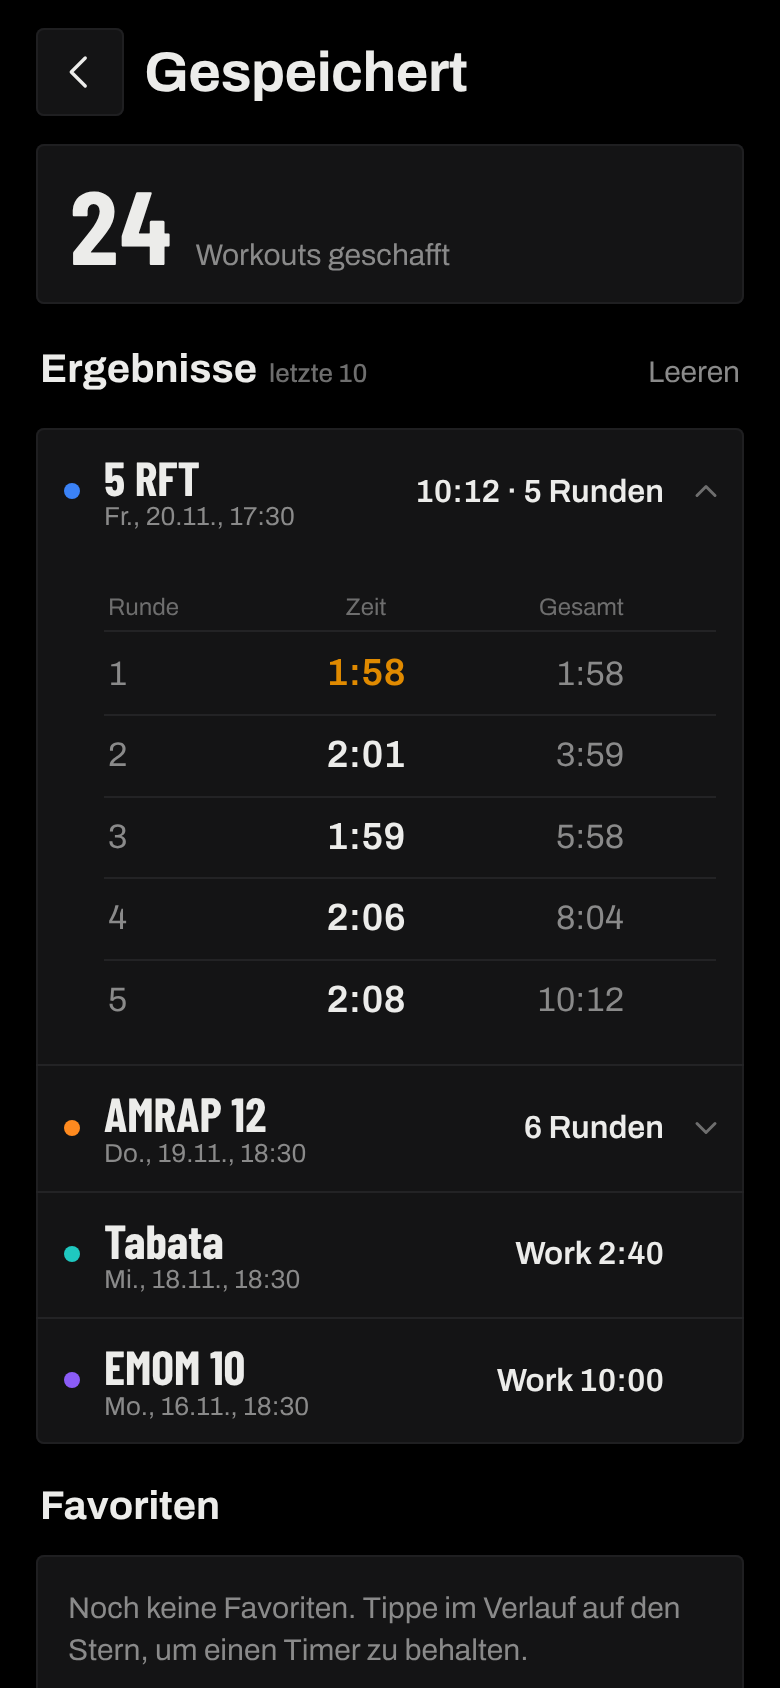 Gespeichert
24 Workouts geschafft
Ergebnisse letzte 10 Leeren
5 RFT
Fr., 20.11., 17:30
10:12 · 5 Runden
Runde Zeit Gesamt
1 1:58 1:58
2 2:01 3:59
3 1:59 5:58
4 2:06 8:04
5 2:08 10:12
AMRAP 12
Do., 19.11., 18:30
6 Runden
Tabata
Mi., 18.11., 18:30
Work 2:40
EMOM 10
Mo., 16.11., 18:30
Work 10:00
Favoriten
Noch keine Favoriten. Tippe im Verlauf auf den
Stern, um einen Timer zu behalten.